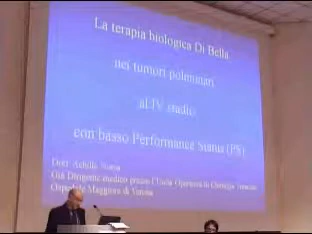 La terapia biologica Di Bella
nei tumori polmonari
al IV stadio
con basso Performance Status (PS)
Dott. Achille
Già Dirigente medico presso l'Unità Operativa di Chirurgia Toracica
Ospedale Maggiore di Verona